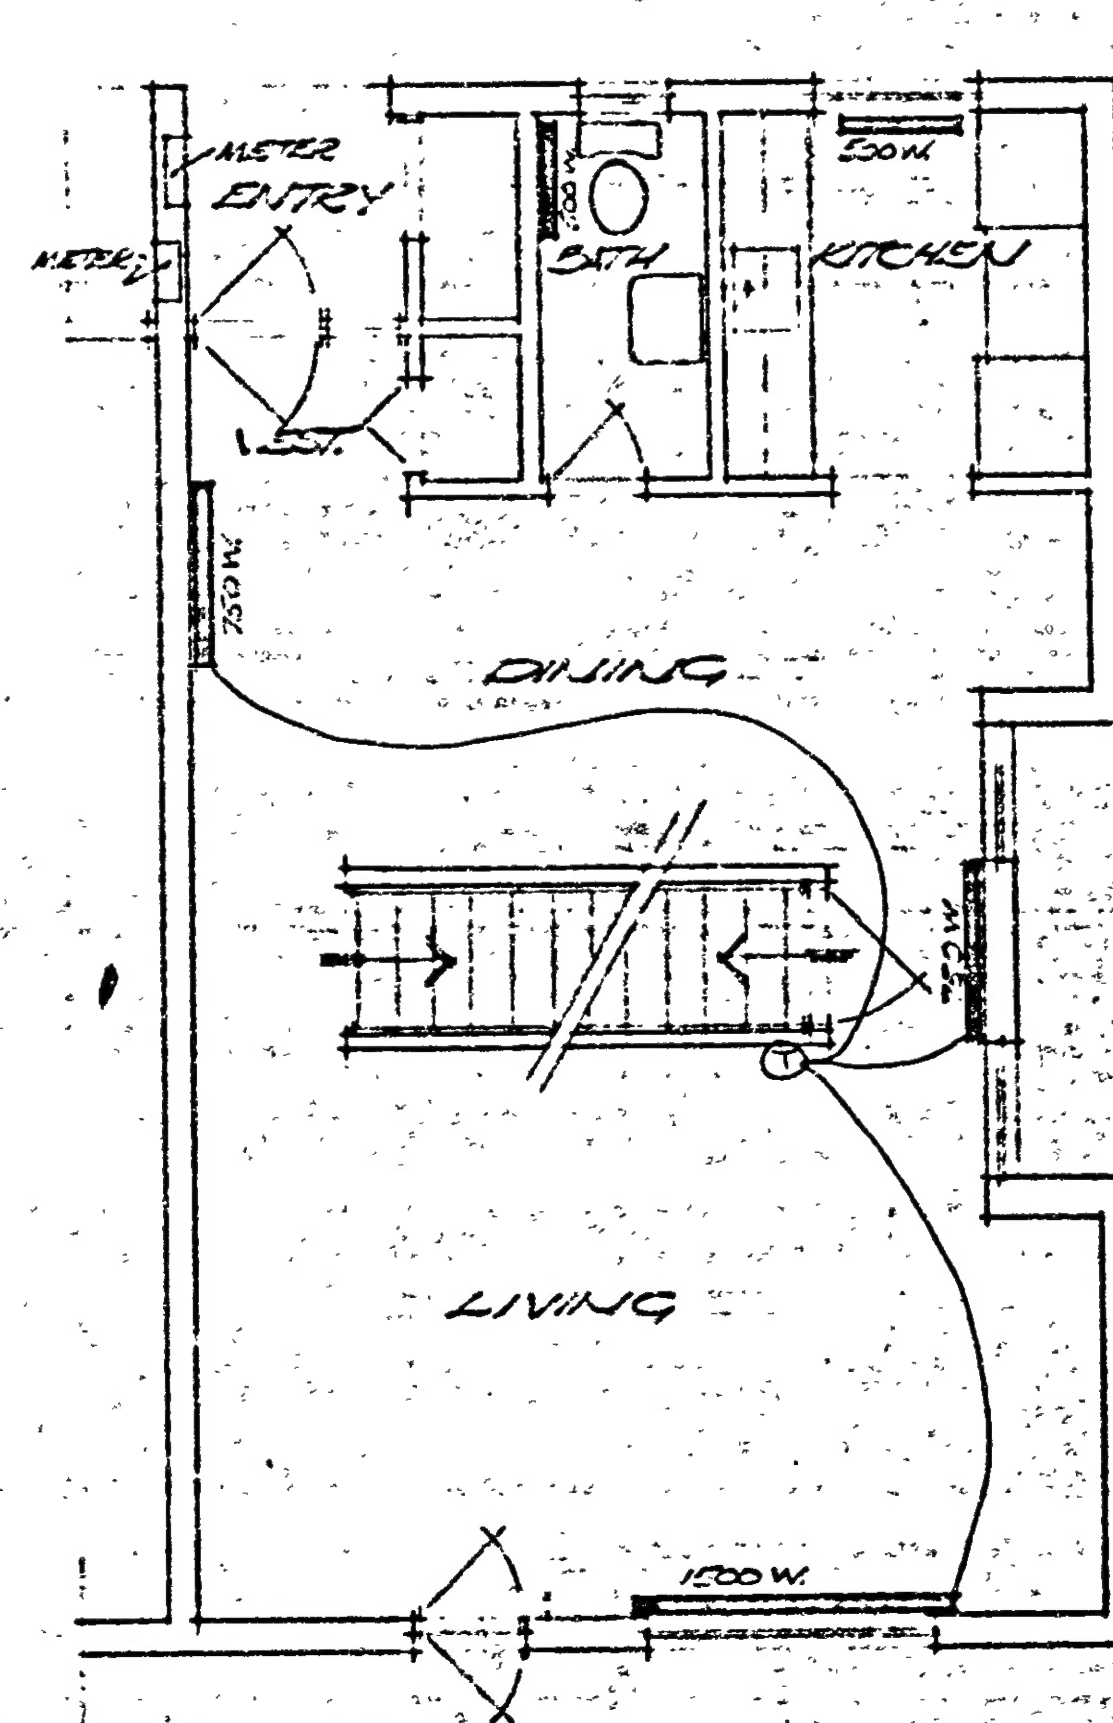 METER
ENTRY
METER
BATH
KITCHEN
500 W.
750 W.
DINING
T
LIVING
1500 W.